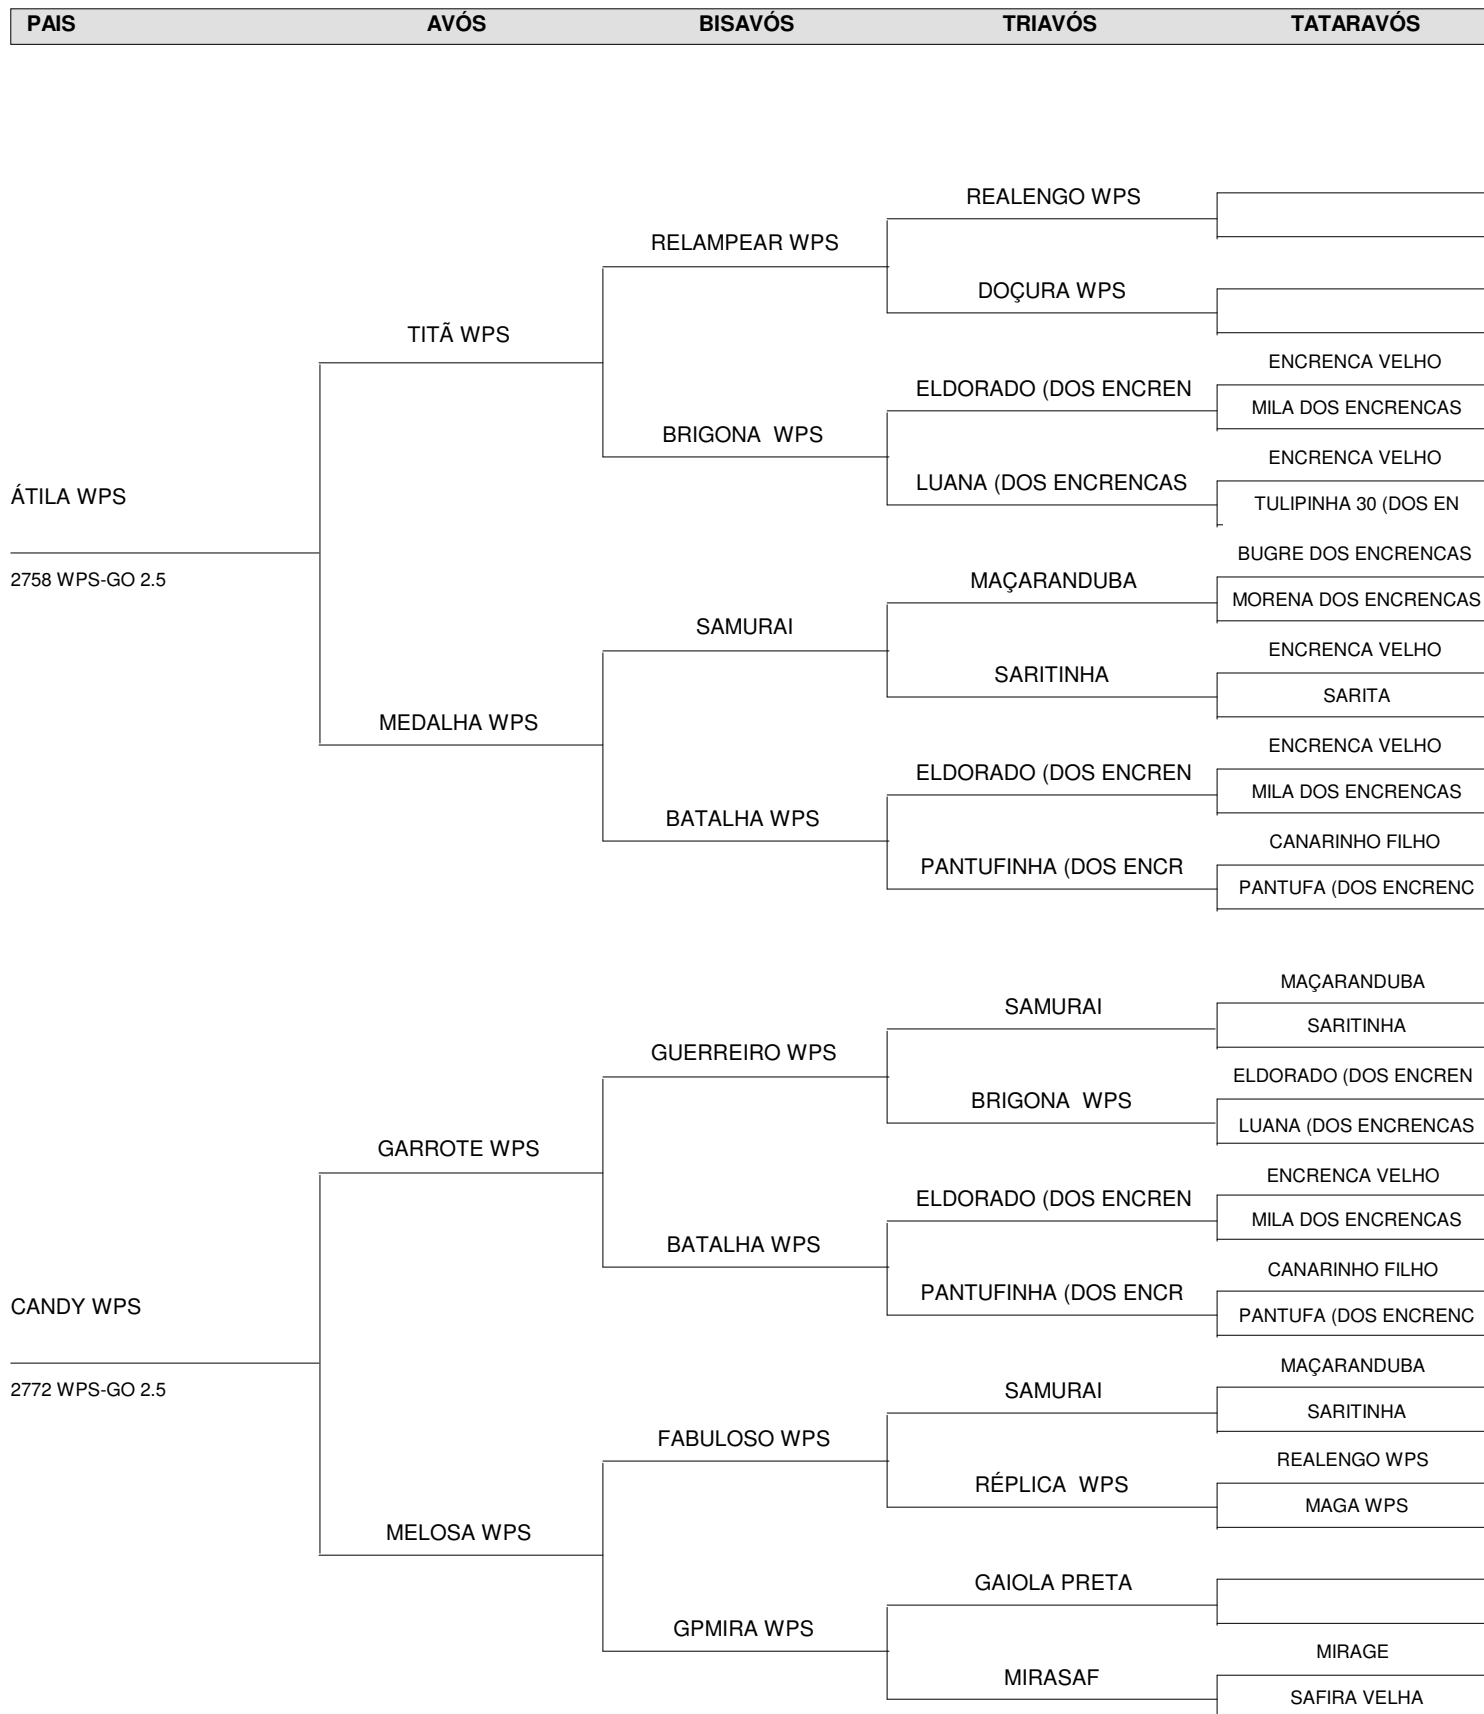 PAIS AVÓS BISAVÓS TRIAVÓS TATARAVÓS
REALENGO WPS
RELAMPEAR WPS
DOÇURA WPS
TITÃ WPS
ENCRENCA VELHO
ELDORADO (DOS ENCREN
MILA DOS ENCRENCAS
BRIGONA WPS
ENCRENCA VELHO
LUANA (DOS ENCRENCAS
ÁTILA WPS
TULIPINHA 30 (DOS EN
BUGRE DOS ENCRENCAS
2758 WPS-GO 2.5
MAÇARANDUBA
MORENA DOS ENCRENCAS
SAMURAI
ENCRENCA VELHO
SARITINHA
SARITA
MEDALHA WPS
ENCRENCA VELHO
ELDORADO (DOS ENCREN
MILA DOS ENCRENCAS
BATALHA WPS
CANARINHO FILHO
PANTUFINHA (DOS ENCR
PANTUFA (DOS ENCRENC
MAÇARANDUBA
SAMURAI
SARITINHA
GUERREIRO WPS
ELDORADO (DOS ENCREN
BRIGONA WPS
LUANA (DOS ENCRENCAS
GARROTE WPS
ENCRENCA VELHO
ELDORADO (DOS ENCREN
MILA DOS ENCRENCAS
BATALHA WPS
CANARINHO FILHO
PANTUFINHA (DOS ENCR
CANDY WPS
PANTUFA (DOS ENCRENC
MAÇARANDUBA
2772 WPS-GO 2.5
SAMURAI
SARITINHA
FABULOSO WPS
REALENGO WPS
RÉPLICA WPS
MAGA WPS
MELOSA WPS
GAIOLA PRETA
GPMIRA WPS
MIRAGE
MIRASAF
SAFIRA VELHA